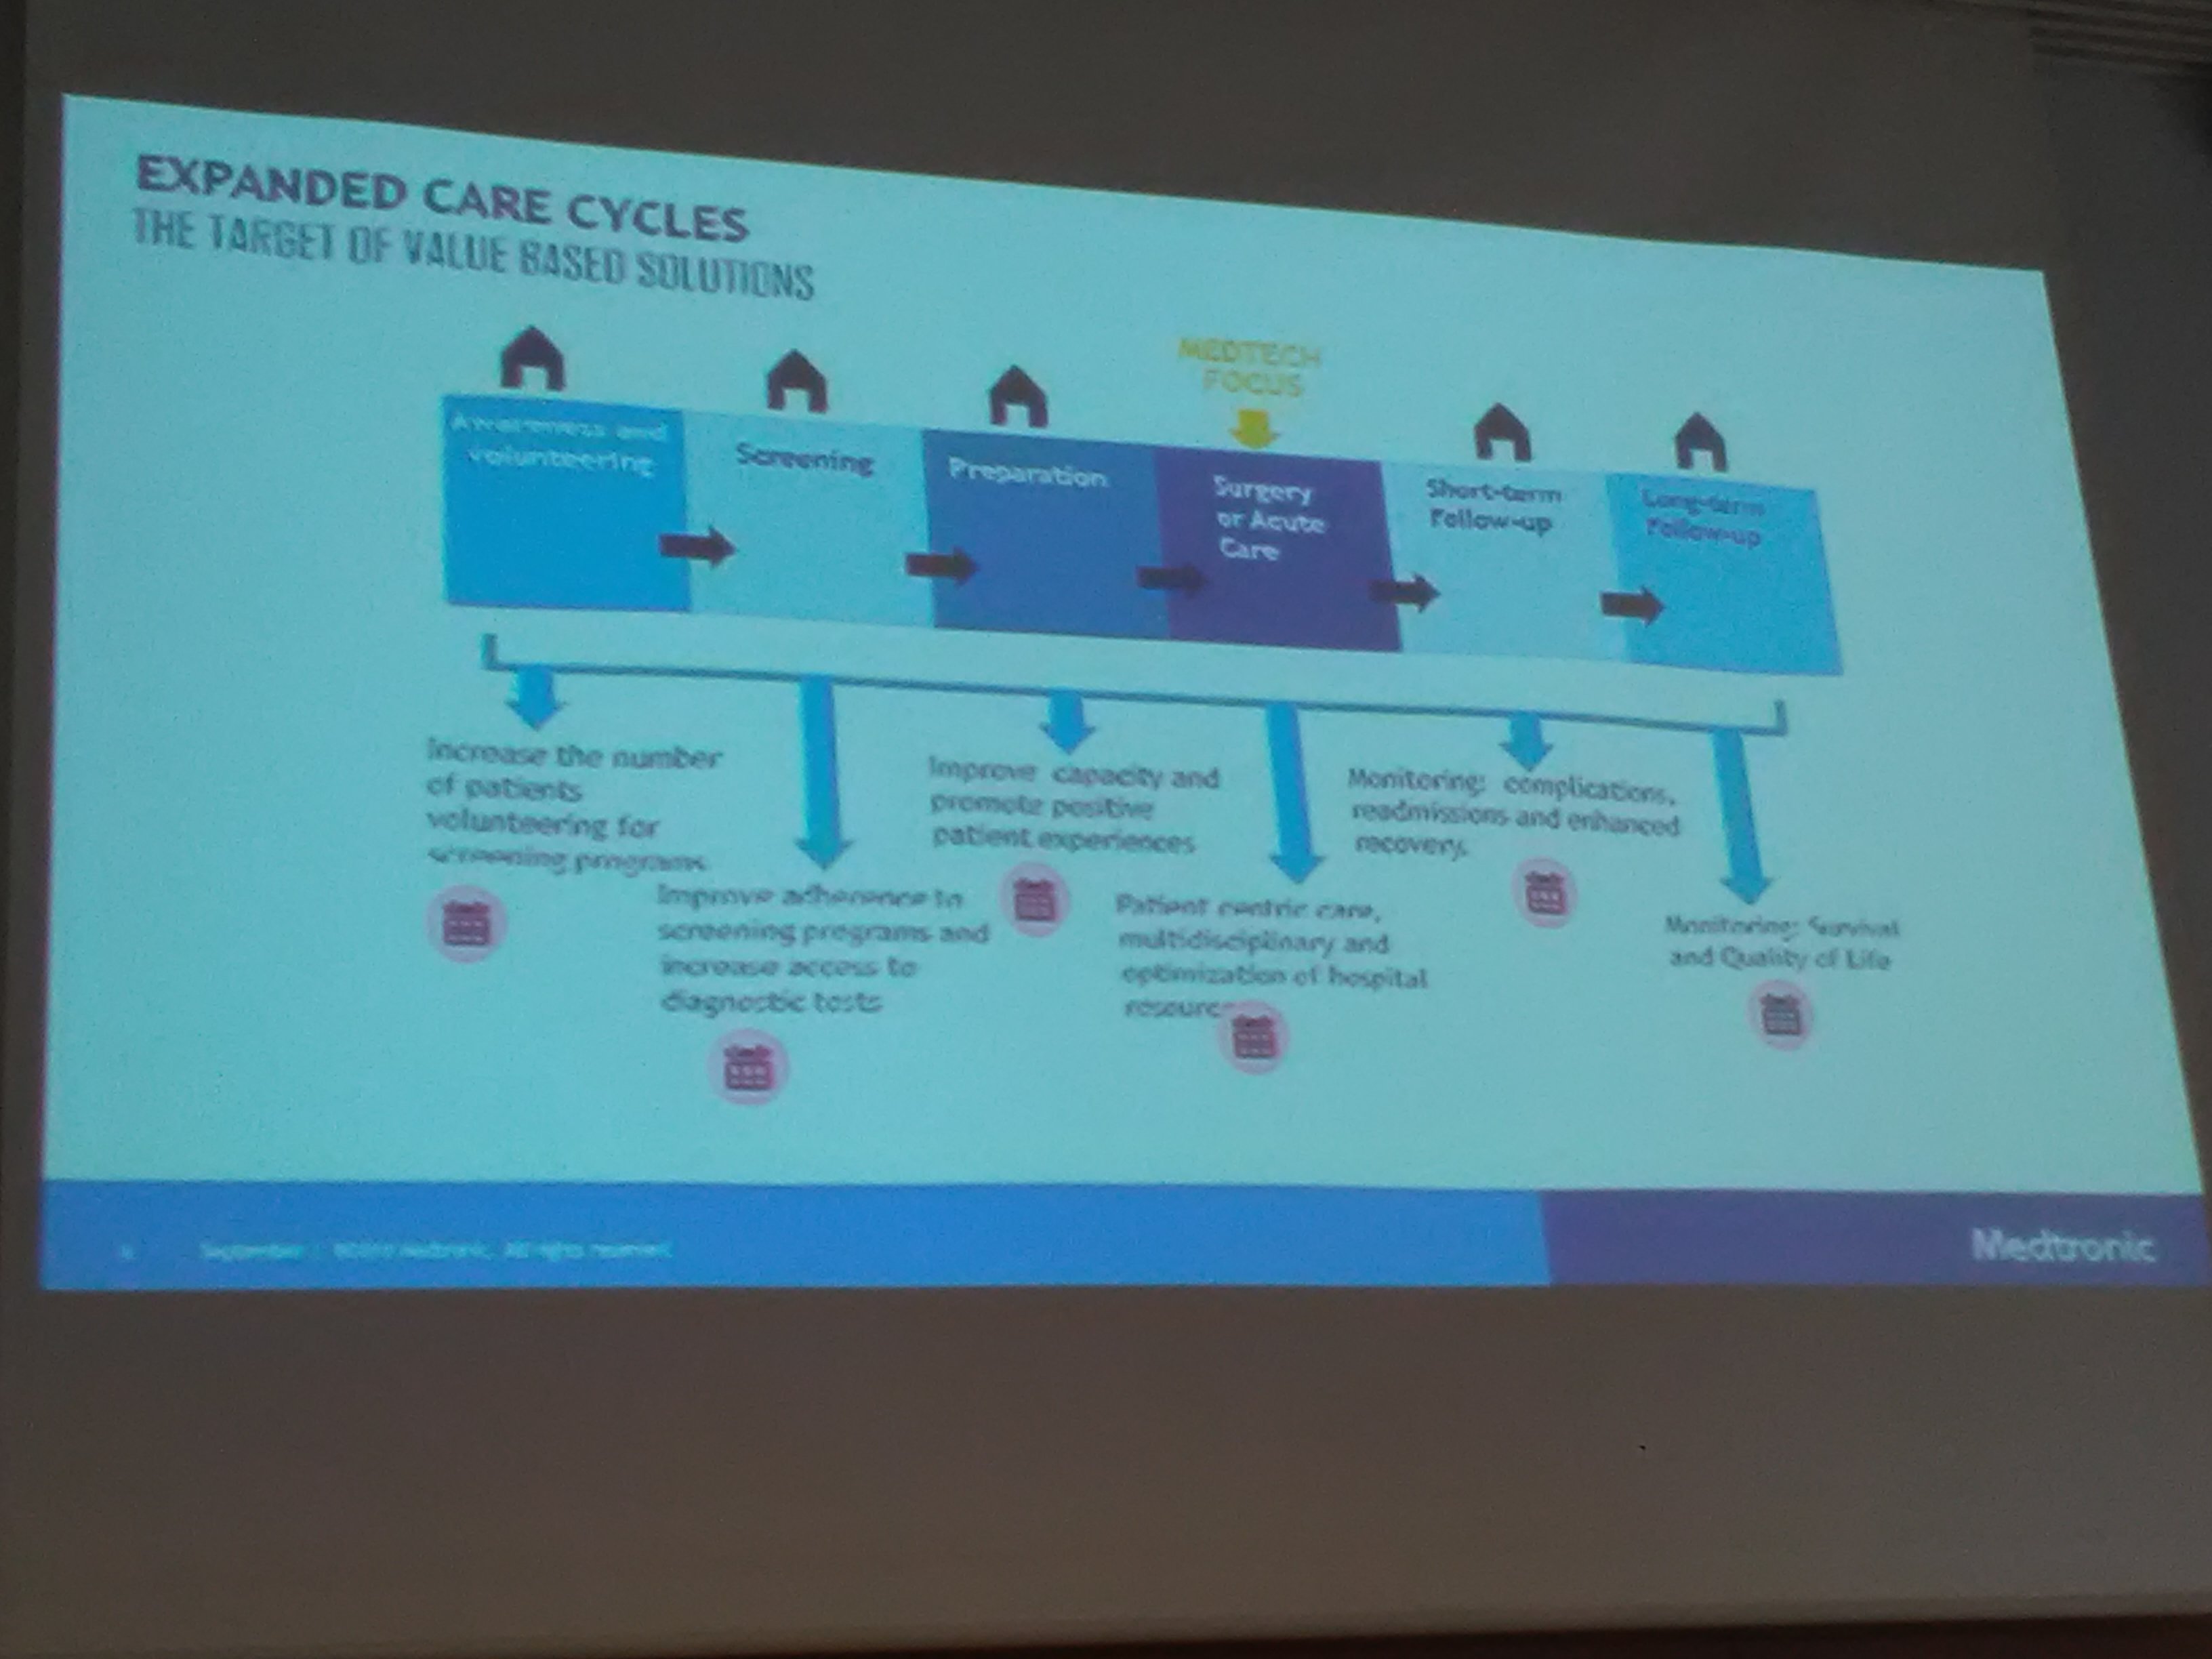 EXPANDED CARE CYCLES
THE TARGET OF VALUE BASED SOLUTIONS
MEDTECH
FOCUS
Awareness and
volunteering
Screening
Preparation
Surgery
or Acute
Care
Short-term
Follow-up
Long-term
Follow-up
Increase the number
of patients
volunteering for
screening programs
Improve adherence to
screening programs and
increase access to
diagnostic tests
Improve capacity and
promote positive
patient experiences
Patient centric care,
multidisciplinary and
optimization of hospital
Monitoring: complications,
readmissions and enhanced
recovery.
Monitoring: Survival
and Quality of Life
September | Medtronic. All rights reserved
Medtronic